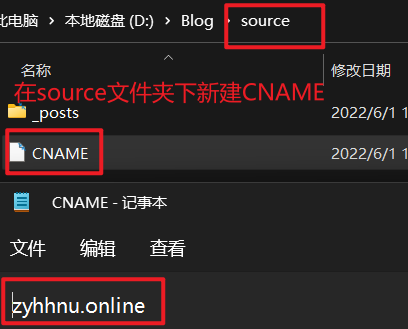 此电脑 > 本地磁盘 (D:) > Blog > source
名称 修改日期
在source文件夹下新建CNAME
_posts 2022/6/1 1
CNAME 2022/6/1 1
CNAME - 记事本
文件 编辑 查看
zyhhnu.online